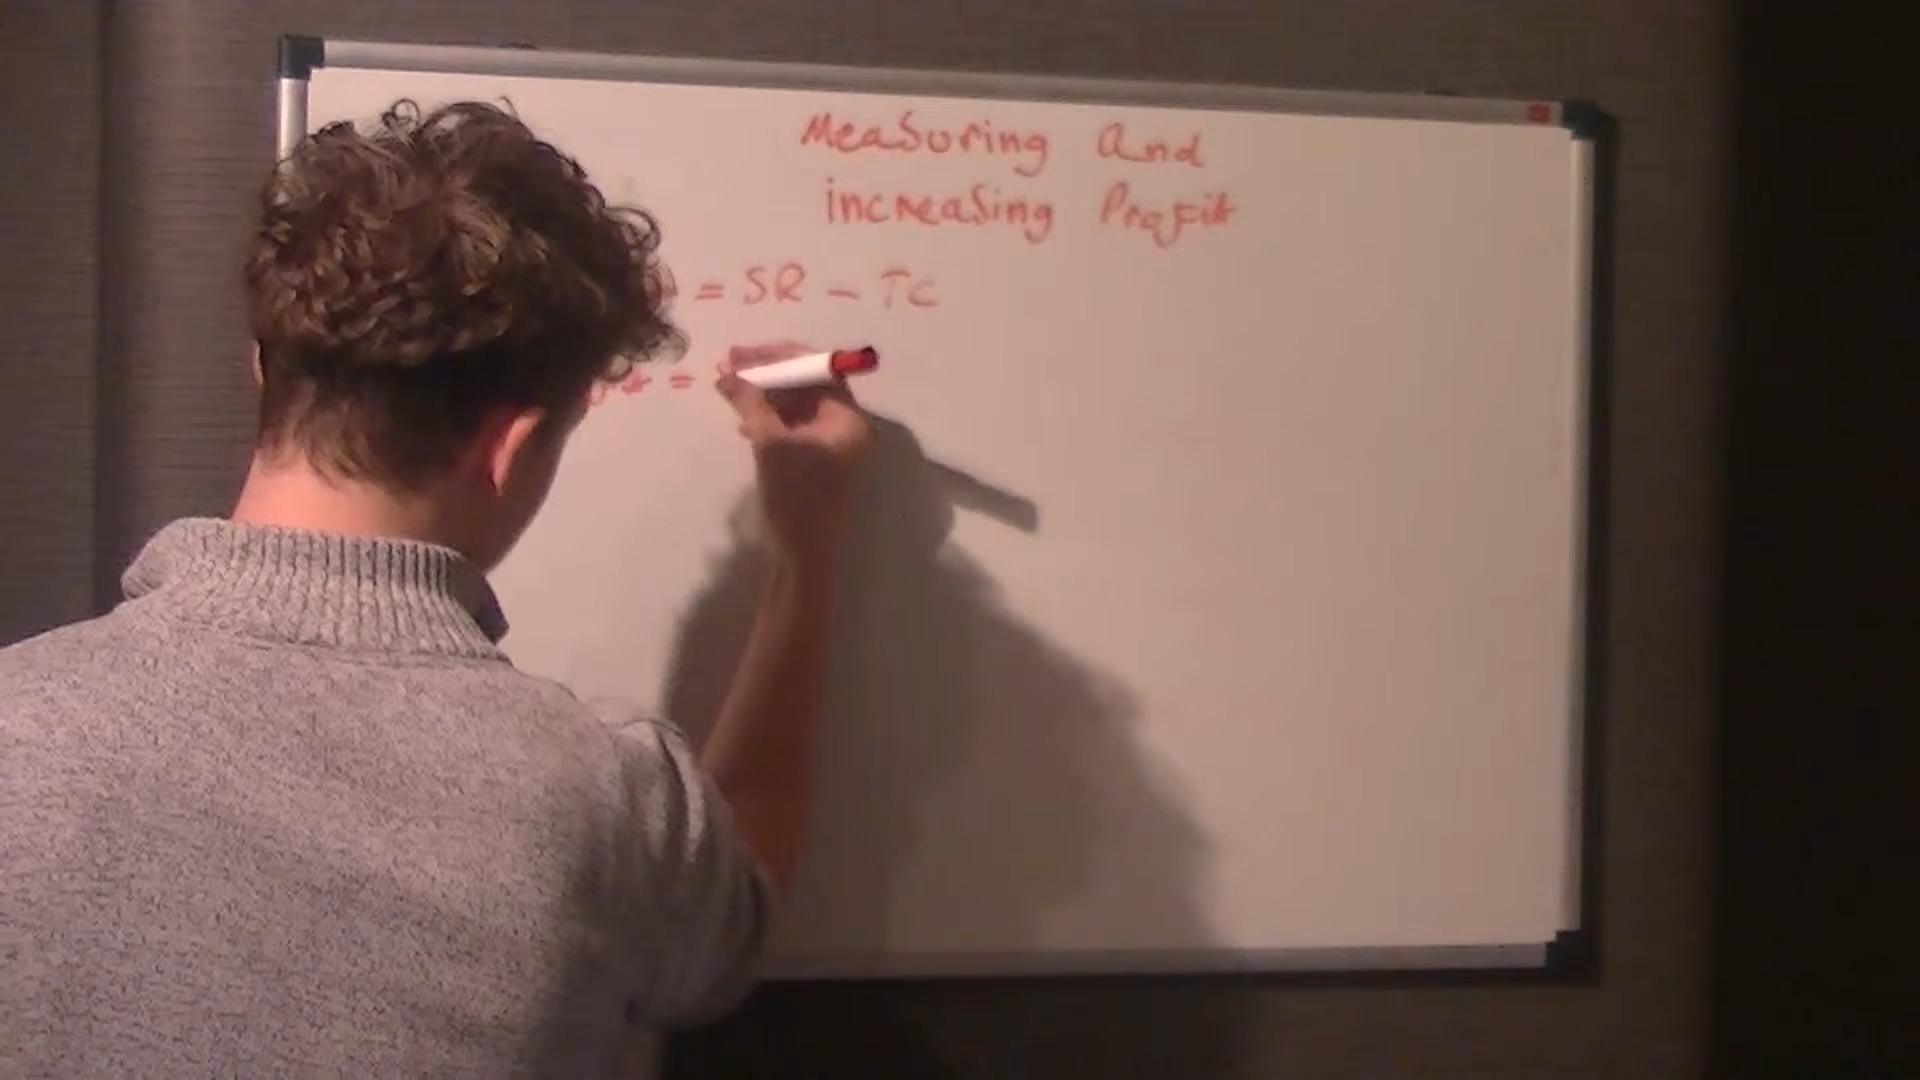 Measuring and
increasing Profit
= SR - TC
=